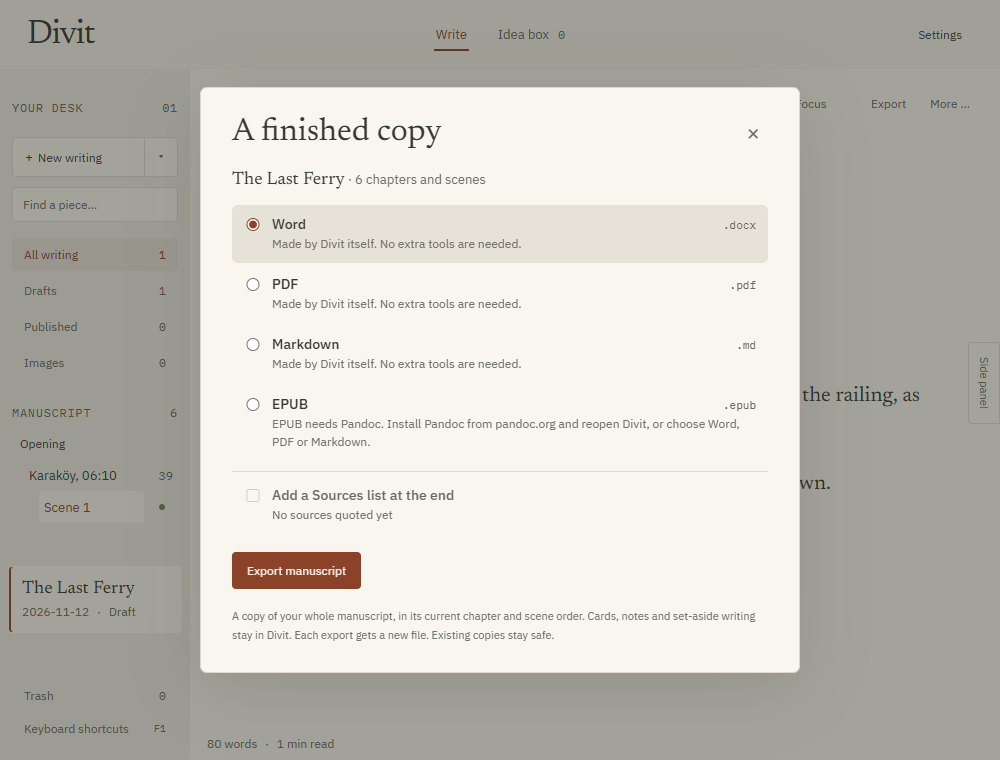 Divit
Write
Idea box 0
Settings
YOUR DESK 01
+ New writing
Find a piece...
All writing 1
Drafts 1
Published 0
Images 0
MANUSCRIPT 6
Opening
Karaköy, 06:10 39
Scene 1
The Last Ferry
2026-11-12 · Draft
Trash 0
Keyboard shortcuts F1
Export
More ...
A finished copy
×
The Last Ferry · 6 chapters and scenes
Word .docx
Made by Divit itself. No extra tools are needed.
PDF .pdf
Made by Divit itself. No extra tools are needed.
Markdown .md
Made by Divit itself. No extra tools are needed.
EPUB .epub
EPUB needs Pandoc. Install Pandoc from pandoc.org and reopen Divit, or choose Word,
PDF or Markdown.
Add a Sources list at the end
No sources quoted yet
Export manuscript
A copy of your whole manuscript, in its current chapter and scene order. Cards, notes and set-aside writing
stay in Divit. Each export gets a new file. Existing copies stay safe.
the railing, as
Side panel
80 words · 1 min read